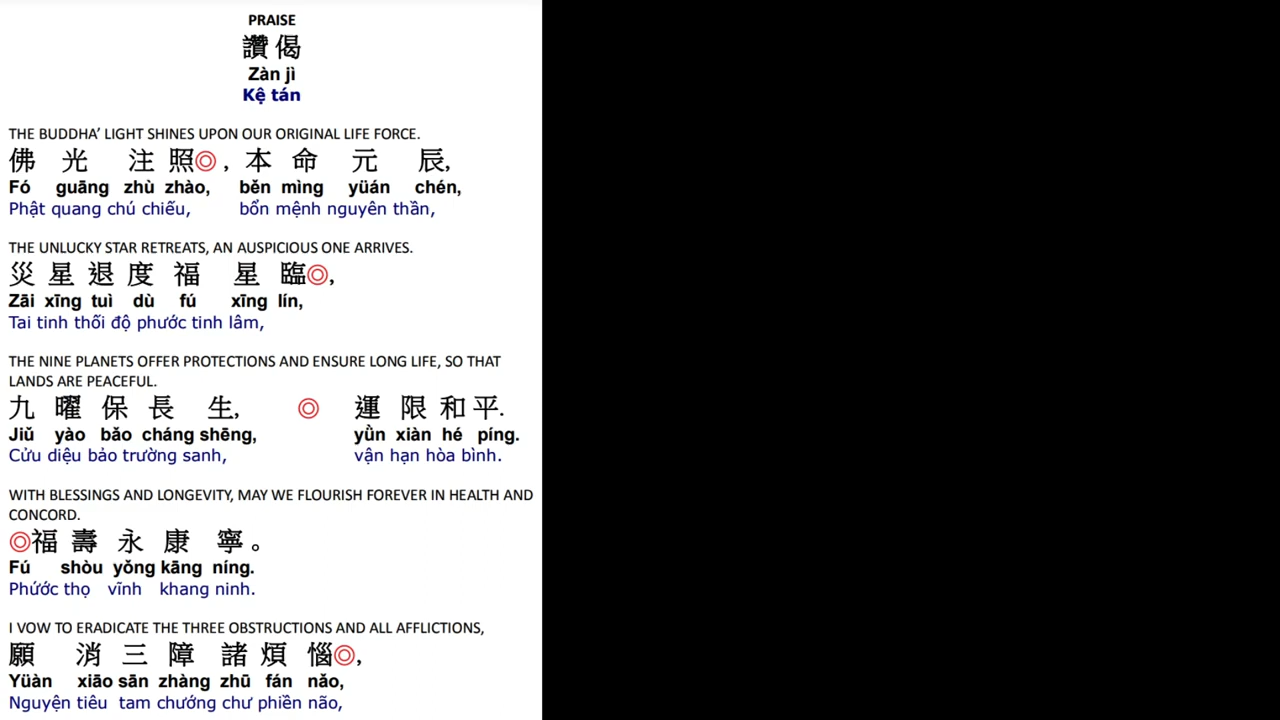 PRAISE
讚 偈
Zàn jì
Kệ tán
THE BUDDHA’ LIGHT SHINES UPON OUR ORIGINAL LIFE FORCE.
佛 光 注 照◎ , 本 命 元 辰,
Fó guāng zhù zhào, běn mìng yüán chén,
Phật quang chú chiếu, bổn mệnh nguyên thần,
THE UNLUCKY STAR RETREATS, AN AUSPICIOUS ONE ARRIVES.
災 星 退 度 福 星 臨◎,
Zāi xīng tuì dù fú xīng lín,
Tai tinh thối độ phước tinh lâm,
THE NINE PLANETS OFFER PROTECTIONS AND ENSURE LONG LIFE, SO THAT
LANDS ARE PEACEFUL.
九 曜 保 長 生, ◎ 運 限 和 平.
Jiǔ yào bǎo cháng shēng, yǜn xiàn hé píng.
Cửu diệu bảo trường sanh, vận hạn hòa bình.
WITH BLESSINGS AND LONGEVITY, MAY WE FLOURISH FOREVER IN HEALTH AND
CONCORD.
◎福 壽 永 康 寧 。
Fú shòu yǒng kāng níng.
Phứớc thọ vĩnh khang ninh.
I VOW TO ERADICATE THE THREE OBSTRUCTIONS AND ALL AFFLICTIONS,
願 消 三 障 諸 煩 惱◎,
Yüàn xiāo sān zhàng zhū fán nǎo,
Nguyện tiêu tam chướng chư phiền não,